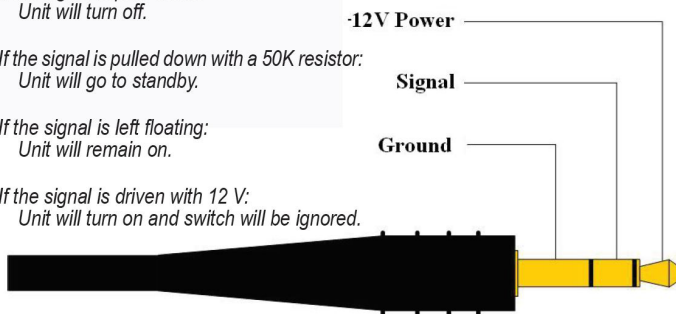 Unit will turn off.
If the signal is pulled down with a 50K resistor:
Unit will go to standby.
If the signal is left floating:
Unit will remain on.
If the signal is driven with 12 V:
Unit will turn on and switch will be ignored.
-12V Power
Signal
Ground